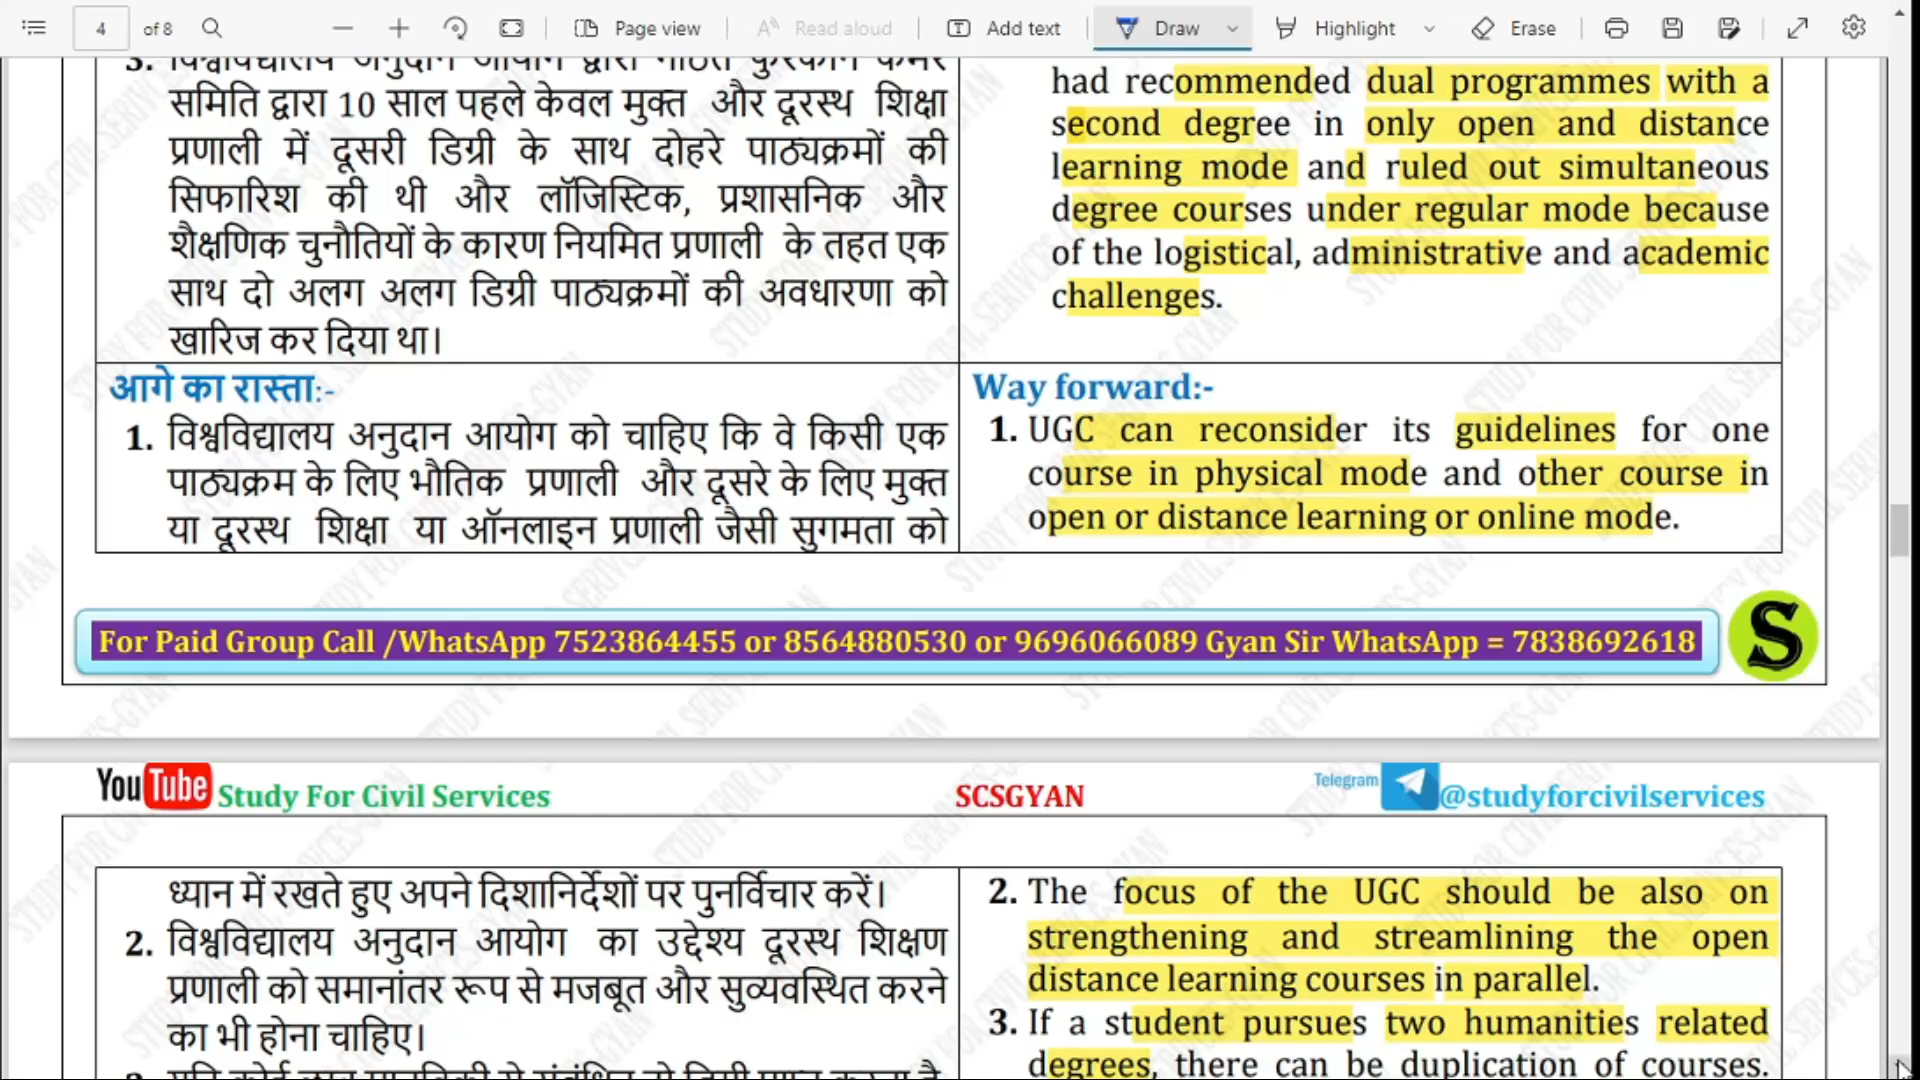 4 of 8 Page view Read aloud Add text Draw Highlight Erase
3. विश्वविद्यालय अनुदान आयोग द्वारा गठित फुरकान कमर
समिति द्वारा 10 साल पहले केवल मुक्त और दूरस्थ शिक्षा
प्रणाली में दूसरी डिग्री के साथ दोहरे पाठ्यक्रमों की
सिफारिश की थी और लॉजिस्टिक, प्रशासनिक और
शैक्षणिक चुनौतियों के कारण नियमित प्रणाली के तहत एक
साथ दो अलग अलग डिग्री पाठ्यक्रमों की अवधारणा को
खारिज कर दिया था।
had recommended dual programmes with a
second degree in only open and distance
learning mode and ruled out simultaneous
degree courses under regular mode because
of the logistical, administrative and academic
challenges.
आगे का रास्ता:-
1. विश्वविद्यालय अनुदान आयोग को चाहिए कि वे किसी एक
पाठ्यक्रम के लिए भौतिक प्रणाली और दूसरे के लिए मुक्त
या दूरस्थ शिक्षा या ऑनलाइन प्रणाली जैसी सुगमता को
Way forward:-
1. UGC can reconsider its guidelines for one
course in physical mode and other course in
open or distance learning or online mode.
For Paid Group Call /WhatsApp 7523864455 or 8564880530 or 9696066089 Gyan Sir WhatsApp = 7838692618
S
YouTube Study For Civil Services SCSGYAN Telegram @studyforcivilservices
ध्यान में रखते हुए अपने दिशानिर्देशों पर पुनर्विचार करें।
2. विश्वविद्यालय अनुदान आयोग का उद्देश्य दूरस्थ शिक्षण
प्रणाली को समानांतर रूप से मजबूत और सुव्यवस्थित करने
का भी होना चाहिए।
2. The focus of the UGC should be also on
strengthening and streamlining the open
distance learning courses in parallel.
3. If a student pursues two humanities related
degrees, there can be duplication of courses.